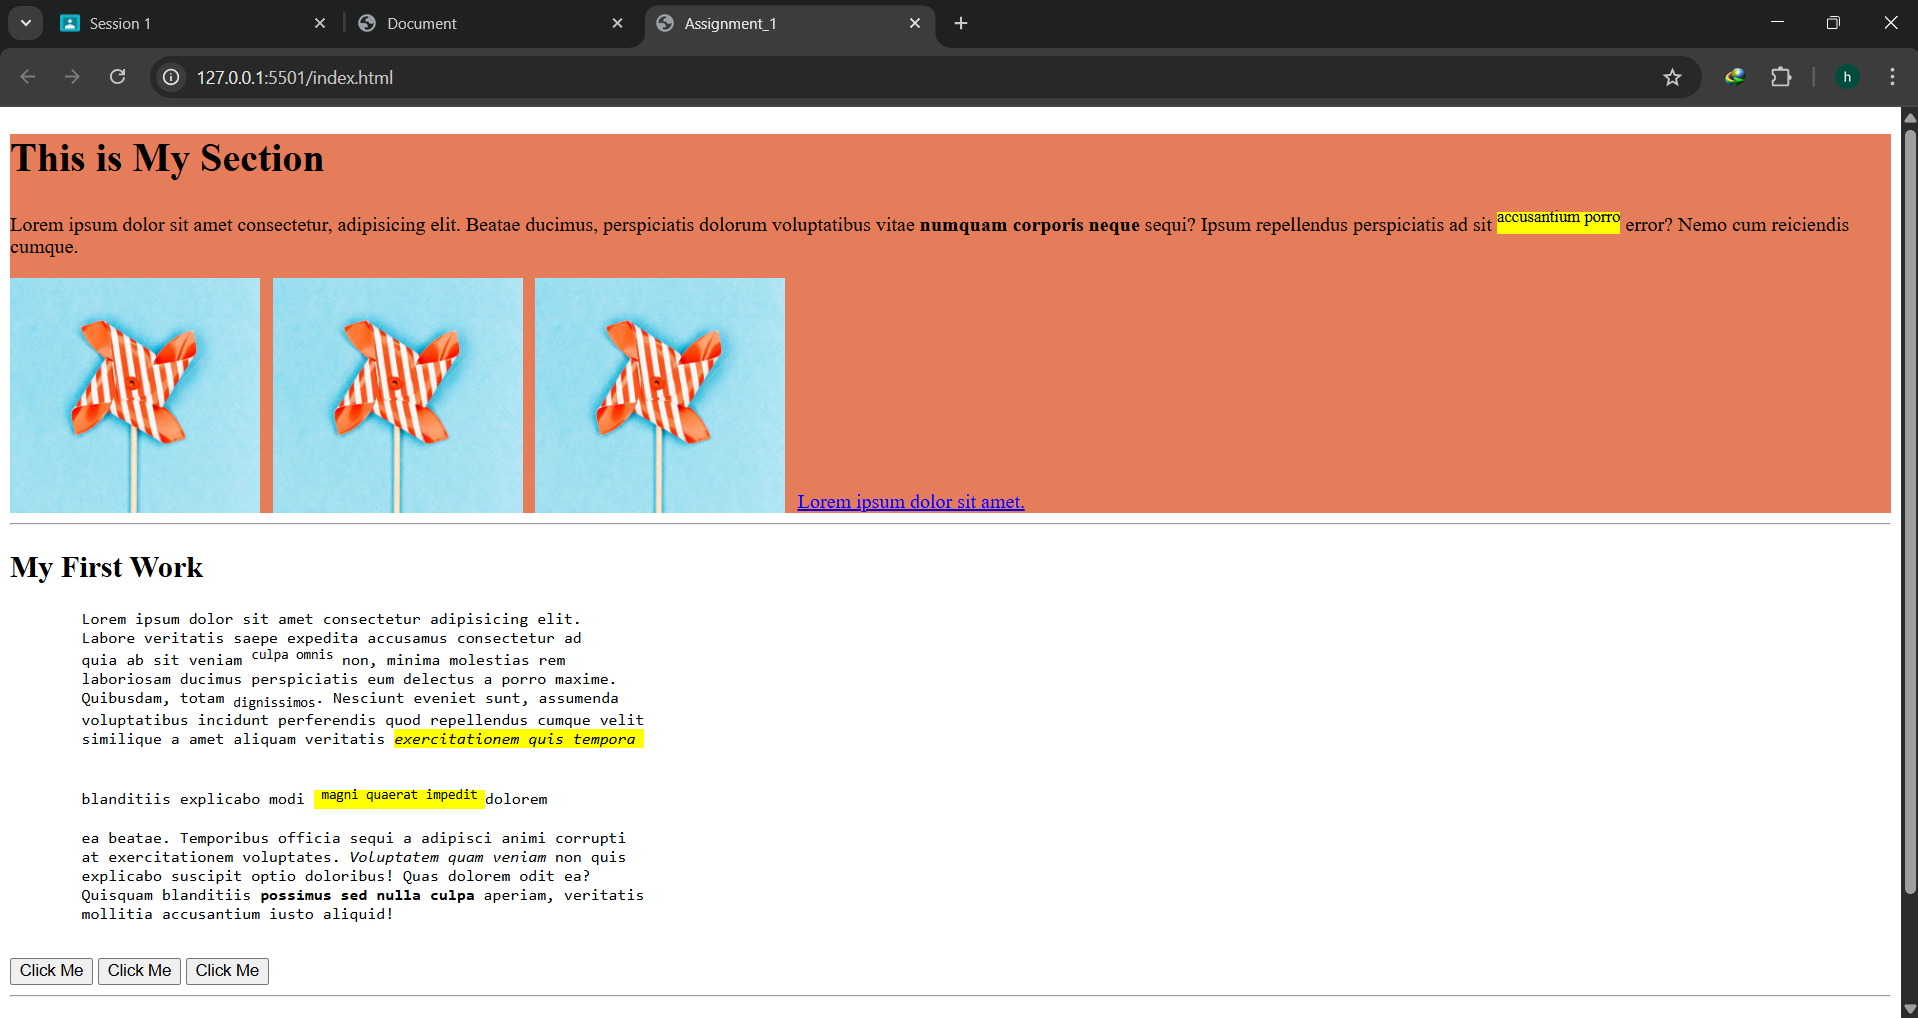 Session 1
Document
Assignment_1
127.0.0.1:5501/index.html
h
This is My Section
Lorem ipsum dolor sit amet consectetur, adipisicing elit. Beatae ducimus, perspiciatis dolorum voluptatibus vitae numquam corporis neque sequi? Ipsum repellendus perspiciatis ad sit accusantium porro error? Nemo cum reiciendis
cumque.
Lorem ipsum dolor sit amet.
My First Work
Lorem ipsum dolor sit amet consectetur adipisicing elit.
Labore veritatis saepe expedita accusamus consectetur ad
quia ab sit veniam culpa omnis non, minima molestias rem
laboriosam ducimus perspiciatis eum delectus a porro maxime.
Quibusdam, totam dignissimos. Nesciunt eveniet sunt, assumenda
voluptatibus incidunt perferendis quod repellendus cumque velit
similique a amet aliquam veritatis exercitationem quis tempora
blanditiis explicabo modi magni quaerat impedit dolorem
ea beatae. Temporibus officia sequi a adipisci animi corrupti
at exercitationem voluptates. Voluptatem quam veniam non quis
explicabo suscipit optio doloribus! Quas dolorem odit ea?
Quisquam blanditiis possimus sed nulla culpa aperiam, veritatis
mollitia accusantium iusto aliquid!
Click Me Click Me Click Me